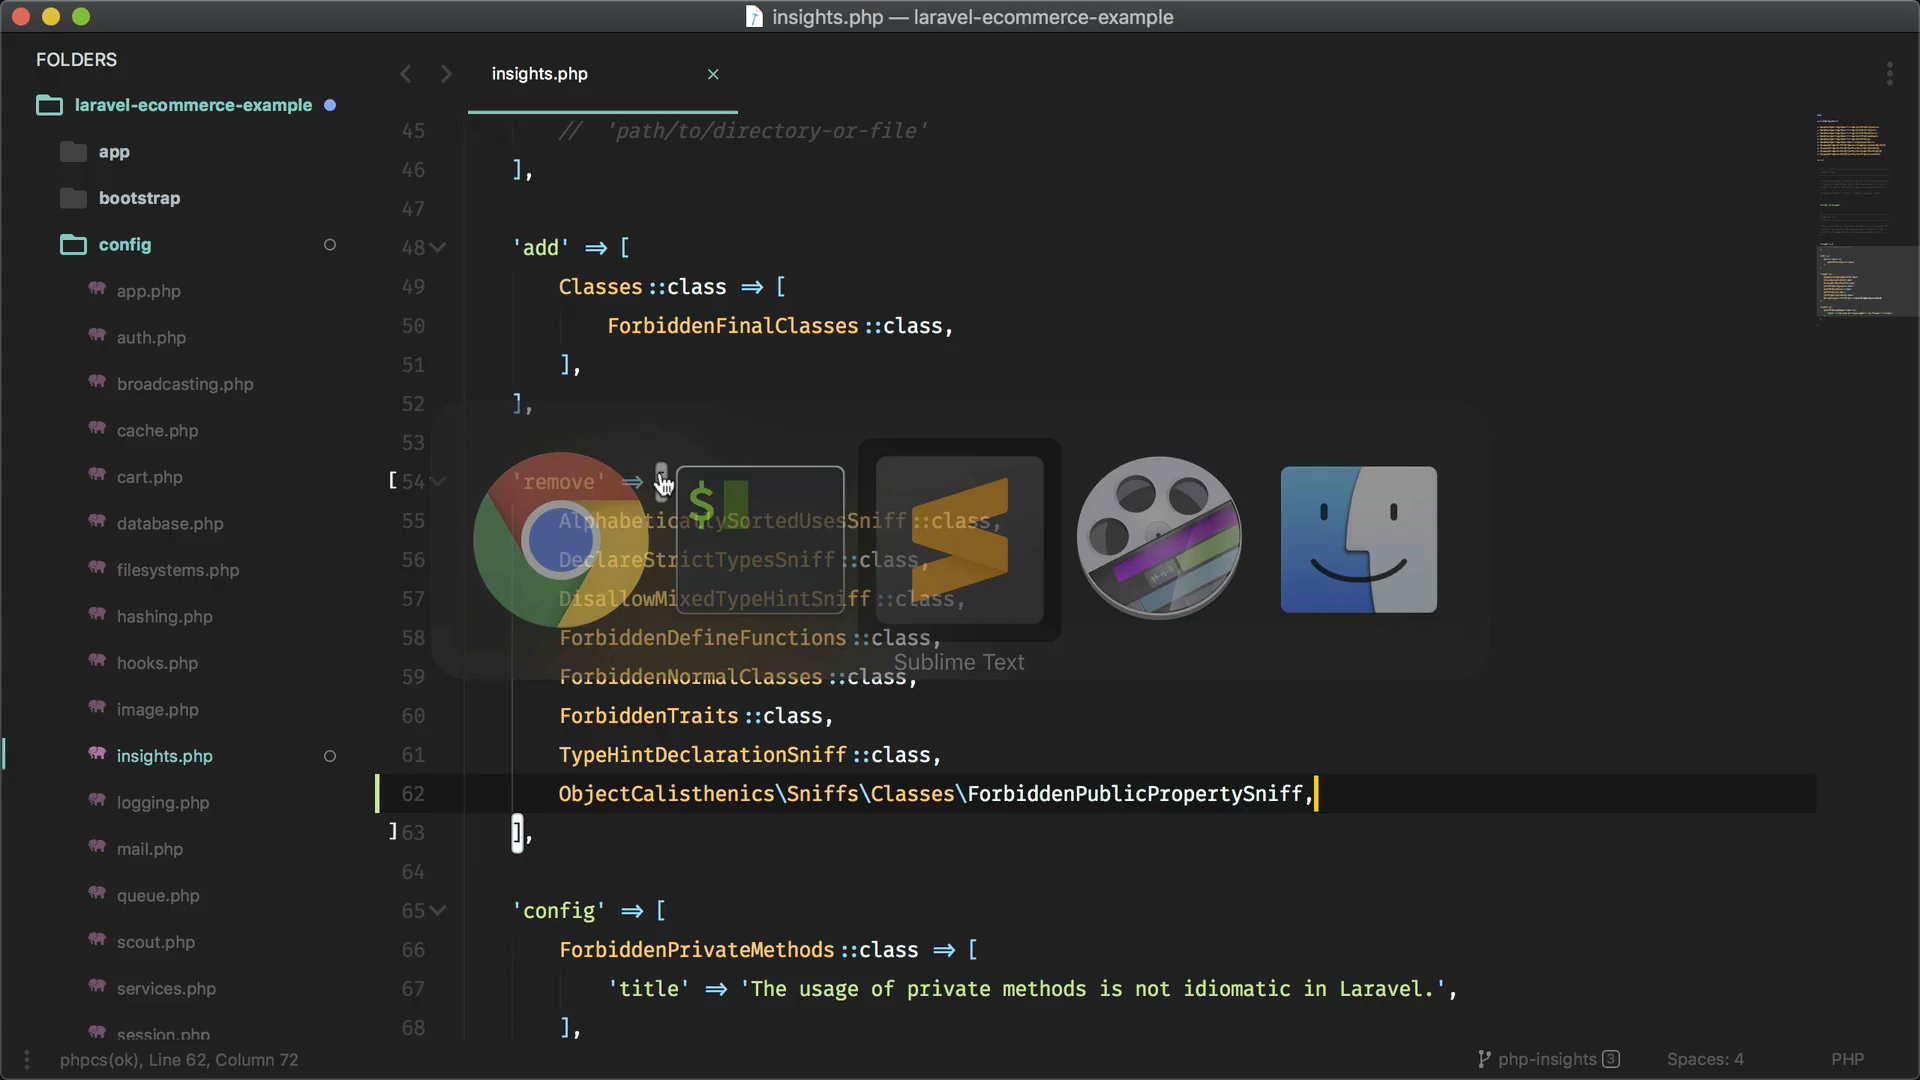 insights.php — laravel-ecommerce-example
FOLDERS
laravel-ecommerce-example
app
bootstrap
config
app.php
auth.php
broadcasting.php
cache.php
cart.php
database.php
filesystems.php
hashing.php
hooks.php
image.php
insights.php
logging.php
mail.php
queue.php
scout.php
services.php
session.php
insights.php
45 // 'path/to/directory-or-file'
46 ],
47
48 'add' => [
49 Classes::class => [
50 ForbiddenFinalClasses::class,
51 ],
52 ],
53
[ 54 'remove' => [
55 AlphabeticallySortedUsesSniff::class,
56 DeclareStrictTypesSniff::class,
57 DisallowMixedTypeHintSniff::class,
58 ForbiddenDefineFunctions::class,
59 ForbiddenNormalClasses::class,
60 ForbiddenTraits::class,
61 TypeHintDeclarationSniff::class,
62 ObjectCalisthenics\Sniffs\Classes\ForbiddenPublicPropertySniff,
] 63 ],
64
65 'config' => [
66 ForbiddenPrivateMethods::class => [
67 'title' => 'The usage of private methods is not idiomatic in Laravel.',
68 ],
$
Sublime Text
phpcs(ok), Line 62, Column 72
php-insights 3
Spaces: 4
PHP